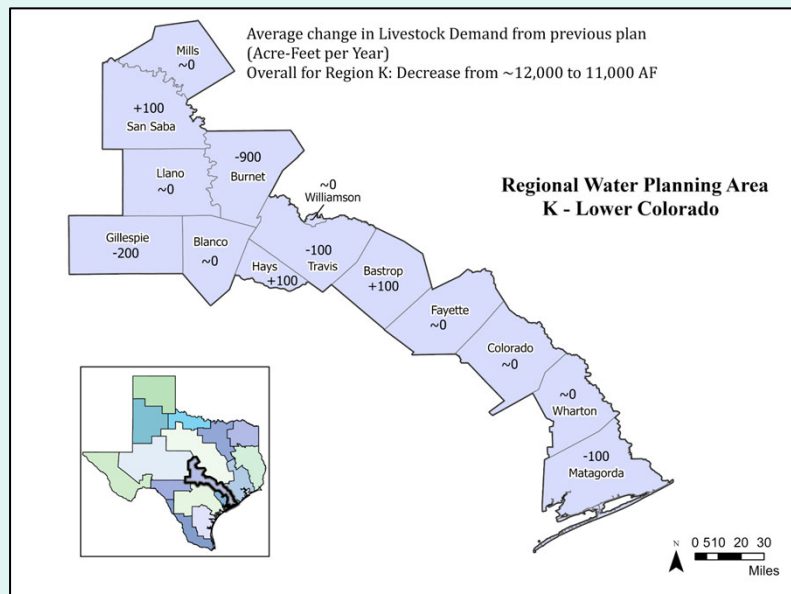 Average change in Livestock Demand from previous plan
(Acre-Feet per Year)
Overall for Region K: Decrease from ~12,000 to 11,000 AF
Mills
~0
+100
San Saba
Llano
~0
-900
Burnet
~0
Williamson
Regional Water Planning Area
K - Lower Colorado
Gillespie
-200
Blanco
~0
Hays
+100
-100
Travis
Bastrop
+100
Fayette
~0
Colorado
~0
~0
Wharton
-100
Matagorda
N
0 510 20 30
Miles